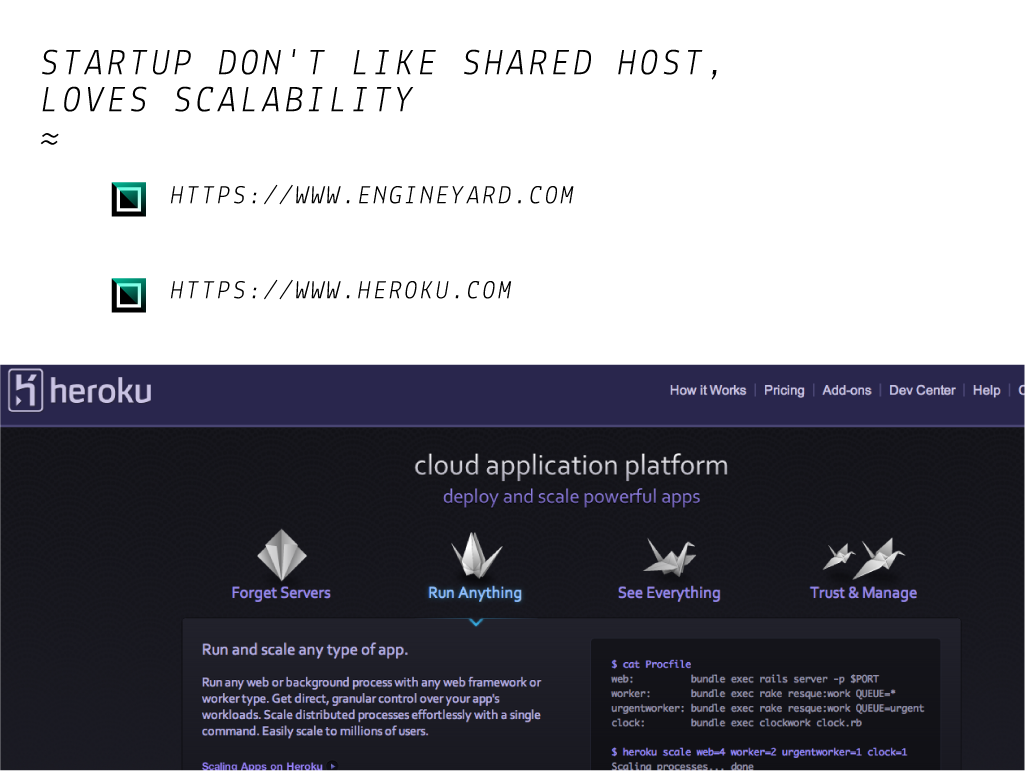 STARTUP DON'T LIKE SHARED HOST,
LOVES SCALABILITY
≈
HTTPS://WWW.ENGINEYARD.COM
HTTPS://WWW.HEROKU.COM
heroku
How it Works | Pricing | Add-ons | Dev Center | Help |
cloud application platform
deploy and scale powerful apps
Forget Servers Run Anything See Everything Trust & Manage
Run and scale any type of app.
Run any web or background process with any web framework or
worker type. Get direct, granular control over your app's
workloads. Scale distributed processes effortlessly with a single
command. Easily scale to millions of users.
Scaling Apps on Heroku
$ cat Procfile
web: bundle exec rails server -p $PORT
worker: bundle exec rake resque:work QUEUE=*
urgentworker: bundle exec rake resque:work QUEUE=urgent
clock: bundle exec clockwork clock.rb
$ heroku scale web=4 worker=2 urgentworker=1 clock=1
Scaling processes... done